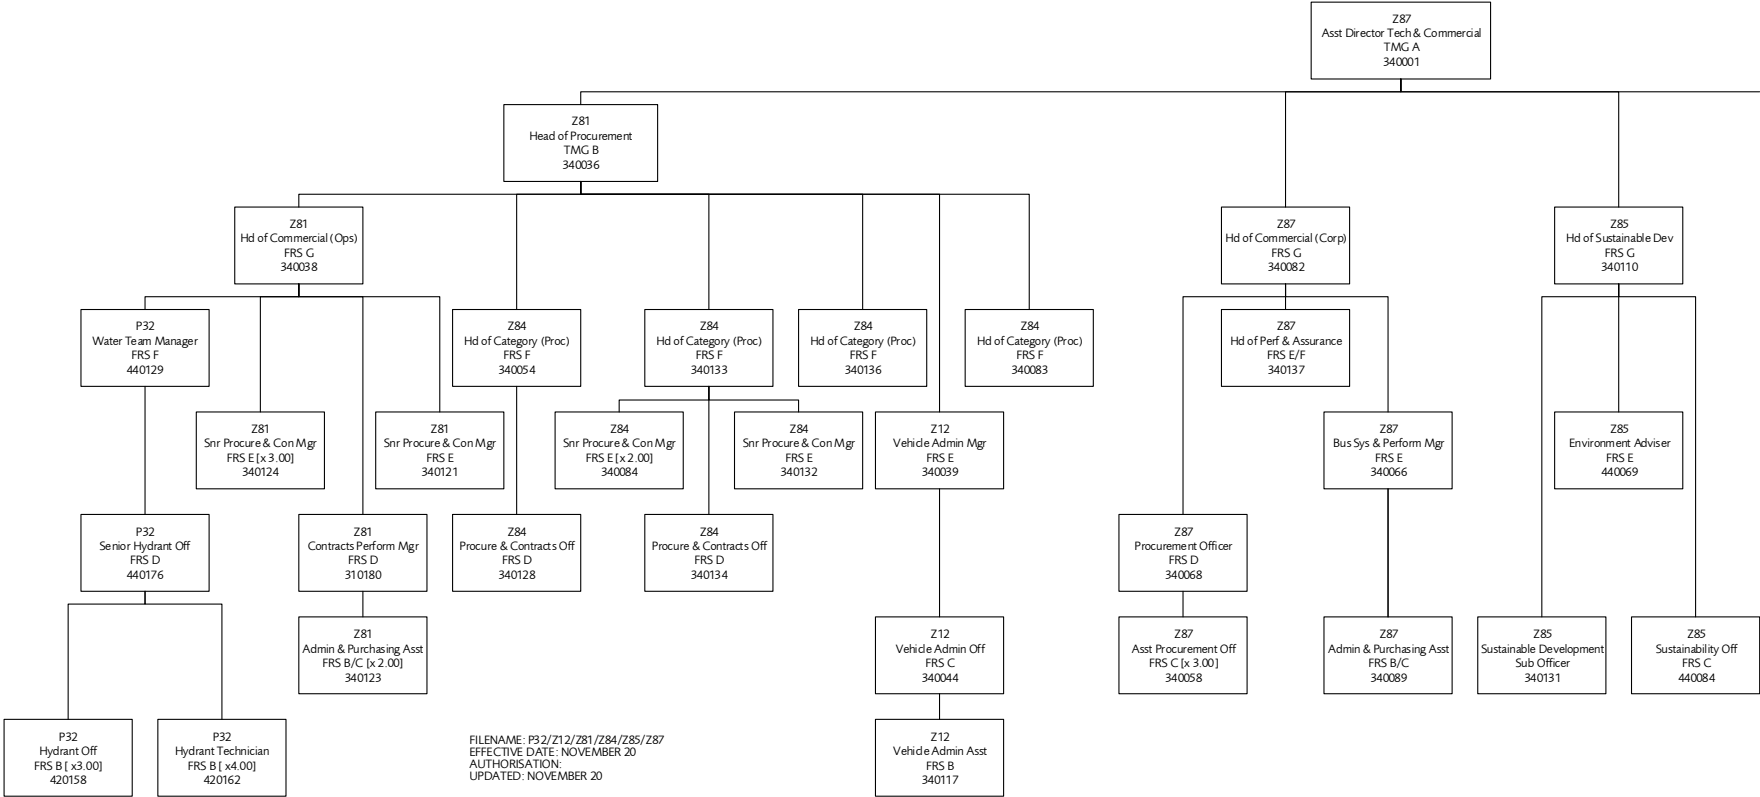 Z87
Asst Director Tech & Commercial
TMG A
340001
Z81
Head of Procurement
TMG B
340036
Z81
Hd of Commercial (Ops)
FRS G
340038
Z87
Hd of Commercial (Corp)
FRS G
340082
Z85
Hd of Sustainable Dev
FRS G
340110
P32
Water Team Manager
FRS F
440129
Z84
Hd of Category (Proc)
FRS F
340054
Z84
Hd of Category (Proc)
FRS F
340133
Z84
Hd of Category (Proc)
FRS F
340136
Z84
Hd of Category (Proc)
FRS F
340083
Z87
Hd of Perf & Assurance
FRS E/F
340137
Z81
Snr Procure & Con Mgr
FRS E [x 3.00]
340124
Z81
Snr Procure & Con Mgr
FRS E
340121
Z84
Snr Procure & Con Mgr
FRS E [x 2.00]
340084
Z84
Snr Procure & Con Mgr
FRS E
340132
Z12
Vehicle Admin Mgr
FRS E
340039
Z87
Bus Sys & Perform Mgr
FRS E
340066
Z85
Environment Adviser
FRS E
440069
P32
Senior Hydrant Off
FRS D
440176
Z81
Contracts Perform Mgr
FRS D
310180
Z84
Procure & Contracts Off
FRS D
340128
Z84
Procure & Contracts Off
FRS D
340134
Z87
Procurement Officer
FRS D
340068
Z81
Admin & Purchasing Asst
FRS B/C [x 2.00]
340123
Z12
Vehicle Admin Off
FRS C
340044
Z87
Asst Procurement Off
FRS C [x 3.00]
340058
Z87
Admin & Purchasing Asst
FRS B/C
340089
Z85
Sustainable Development
Sub Officer
340131
Z85
Sustainability Off
FRS C
440084
P32
Hydrant Off
FRS B [ x3.00]
420158
P32
Hydrant Technician
FRS B [ x4.00]
420162
FILENAME: P32/Z12/Z81/Z84/Z85/Z87
EFFECTIVE DATE: NOVEMBER 20
AUTHORISATION:
UPDATED: NOVEMBER 20
Z12
Vehicle Admin Asst
FRS B
340117